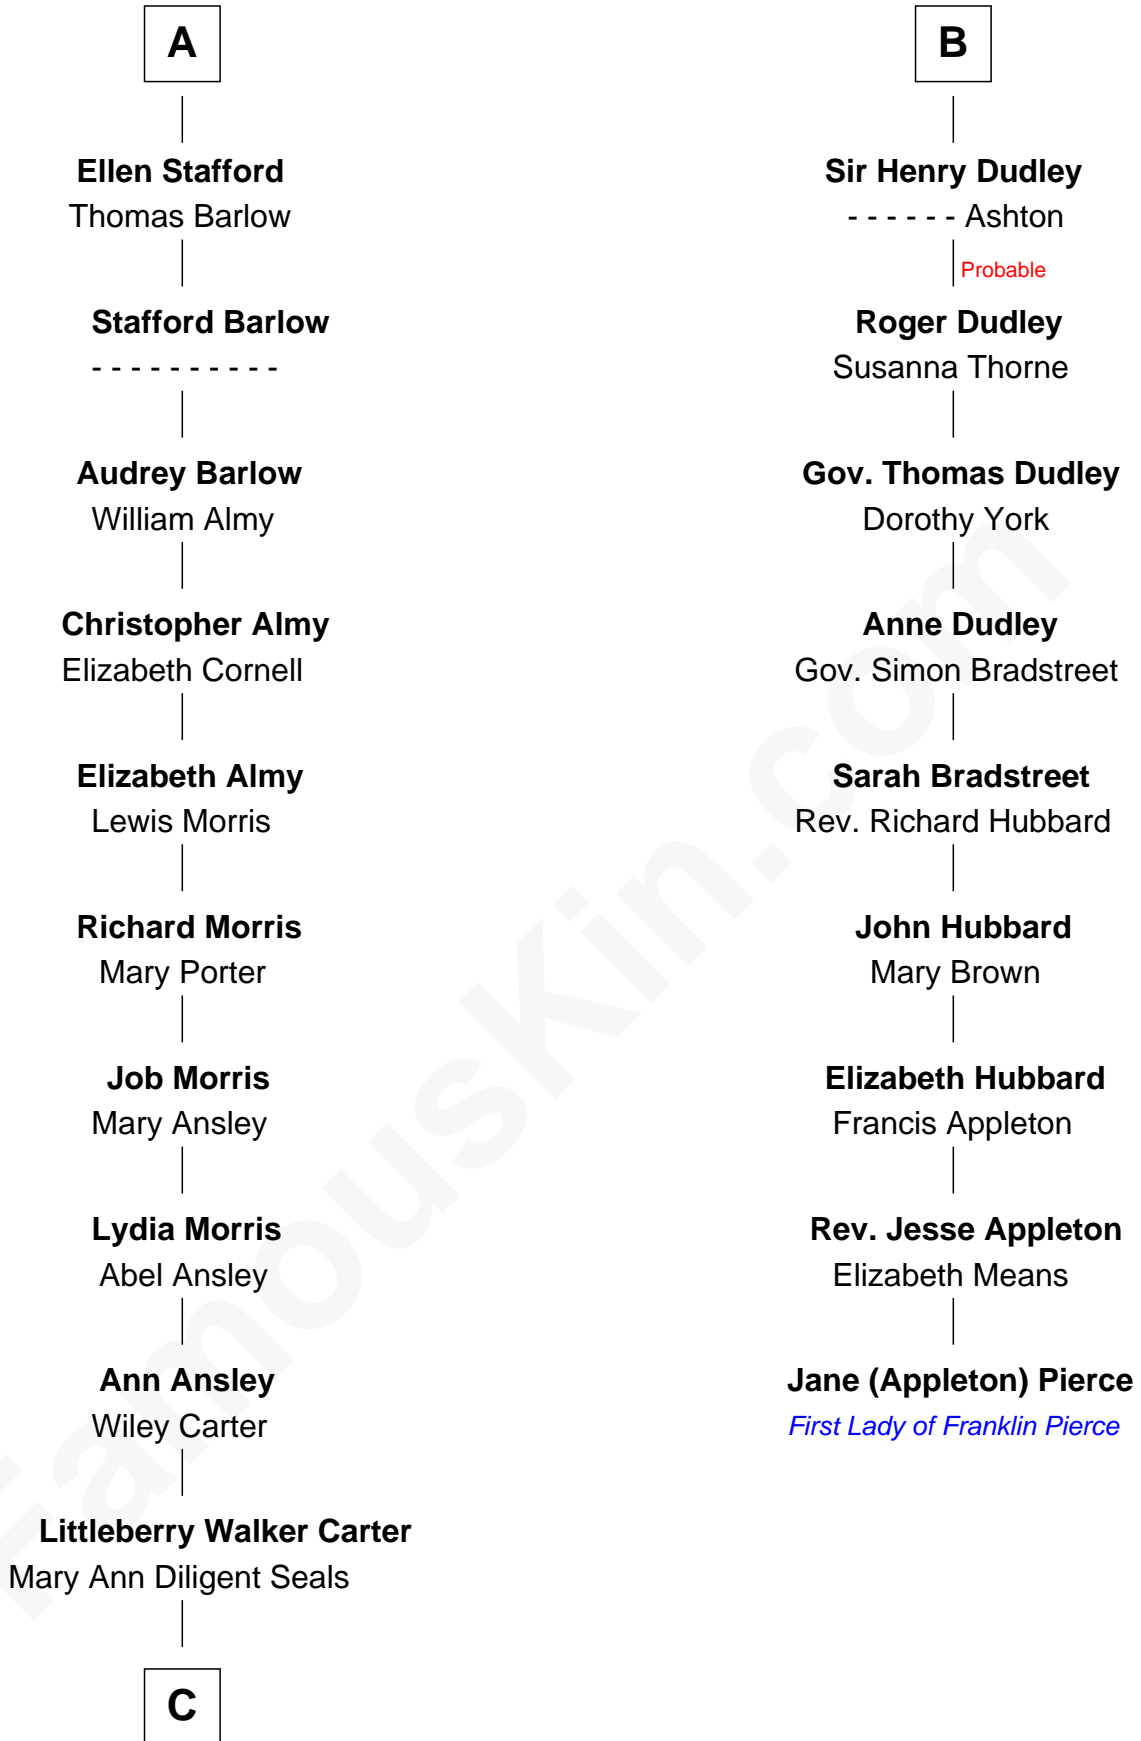 A
Ellen Stafford
Thomas Barlow
Stafford Barlow
- - - - - - - - - -
Audrey Barlow
William Almy
Christopher Almy
Elizabeth Cornell
Elizabeth Almy
Lewis Morris
Richard Morris
Mary Porter
Job Morris
Mary Ansley
Lydia Morris
Abel Ansley
Ann Ansley
Wiley Carter
Littleberry Walker Carter
Mary Ann Diligent Seals
C
B
Sir Henry Dudley
- - - - - - Ashton
Probable
Roger Dudley
Susanna Thorne
Gov. Thomas Dudley
Dorothy York
Anne Dudley
Gov. Simon Bradstreet
Sarah Bradstreet
Rev. Richard Hubbard
John Hubbard
Mary Brown
Elizabeth Hubbard
Francis Appleton
Rev. Jesse Appleton
Elizabeth Means
Jane (Appleton) Pierce
First Lady of Franklin Pierce
FamousKin.com